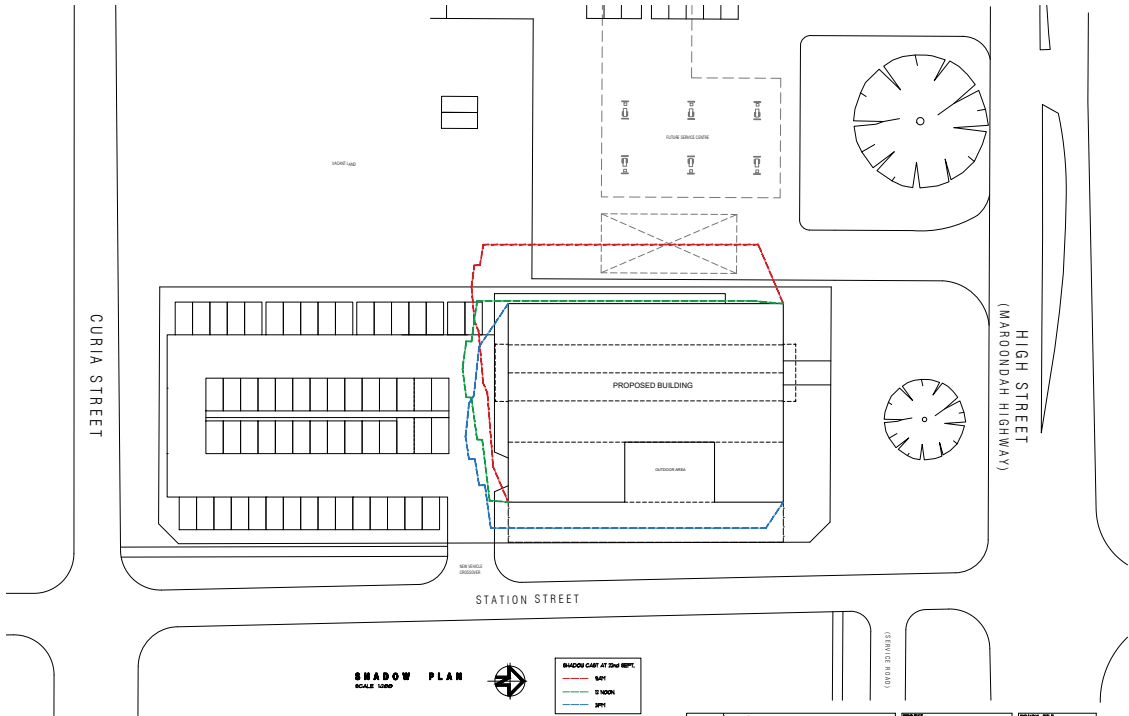 VACANT LAND
FUTURE SERVICE CENTRE
CURIA STREET
HIGH STREET
(MAROONDAH HIGHWAY)
PROPOSED BUILDING
OUTDOOR AREA
NEW VEHICLE
CROSSOVER
STATION STREET
(SERVICE ROAD)
SHADOW PLAN
SCALE 1:200
N
SHADOW CAST AT 22nd SEPT.
9AM
12 NOON
3PM